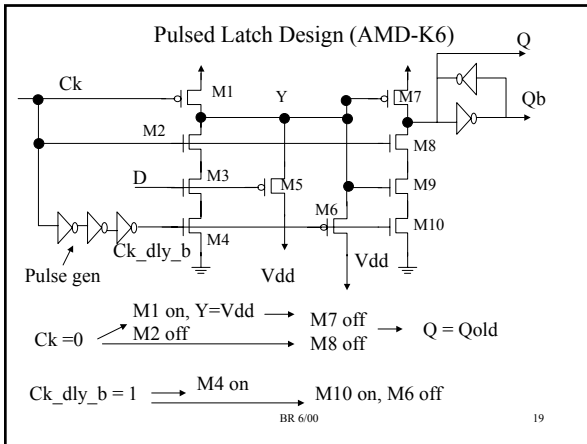 Pulsed Latch Design (AMD-K6)
Q
Ck
M1
Y
M7
Qb
M2
M8
D
M3
M5
M9
M6
M4
M10
Ck_dly_b
Pulse gen
Vdd
Vdd
M1 on, Y=Vdd
M7 off
Ck =0
M2 off
M8 off
Q = Qold
Ck_dly_b = 1
M4 on
M10 on, M6 off
BR 6/00
19